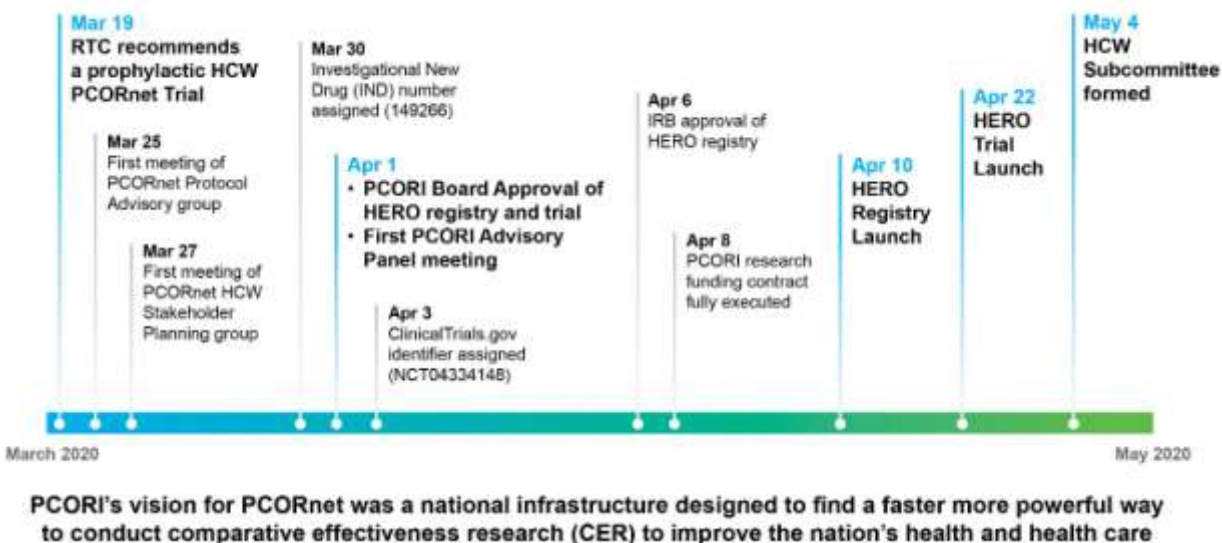 Mar 19
RTC recommends
a prophylactic HCW
PCORnet Trial
Mar 25
First meeting of
PCORnet Protocol
Advisory group
Mar 27
First meeting of
PCORnet HCW
Stakeholder
Planning group
Mar 30
Investigational New
Drug (IND) number
assigned (149266)
Apr 1
• PCORI Board Approval of
HERO registry and trial
• First PCORI Advisory
Panel meeting
Apr 3
ClinicalTrials.gov
identifier assigned
(NCT04334148)
Apr 6
IRB approval of
HERO registry
Apr 8
PCORI research
funding contract
fully executed
Apr 10
HERO
Registry
Launch
Apr 22
HERO
Trial
Launch
May 4
HCW
Subcommittee
formed
March 2020
May 2020
PCORI's vision for PCORnet was a national infrastructure designed to find a faster more powerful way
to conduct comparative effectiveness research (CER) to improve the nation's health and health care